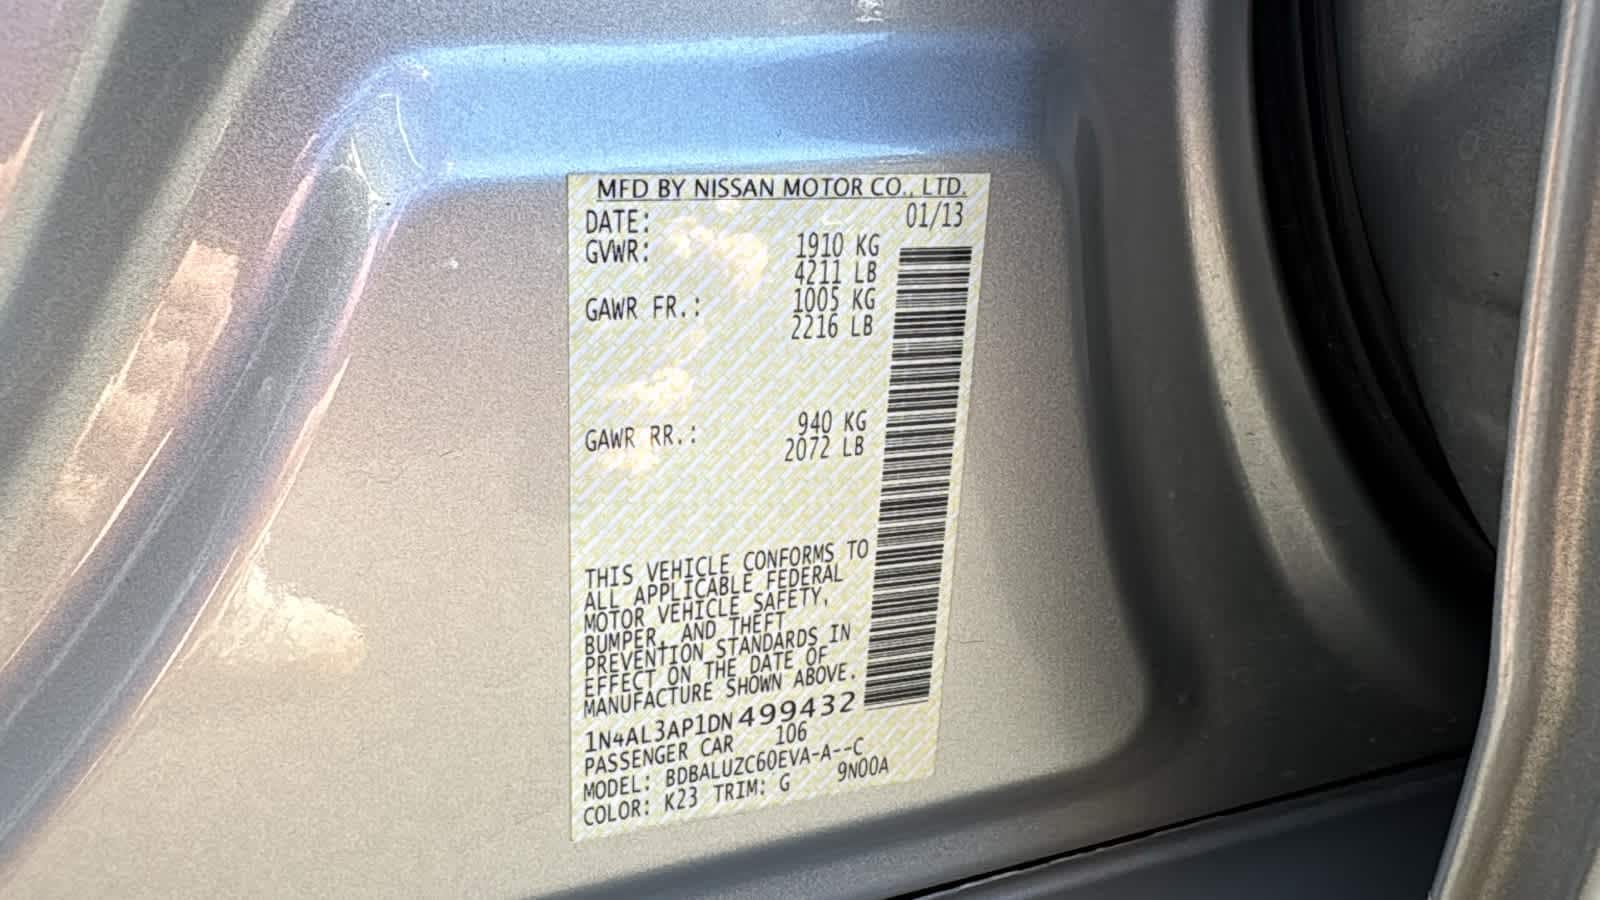 MFD BY NISSAN MOTOR CO., LTD.
DATE: 01/13
GVWR: 1910 KG
4211 LB
GAWR FR.: 1005 KG
2216 LB
GAWR RR.: 940 KG
2072 LB
THIS VEHICLE CONFORMS TO
ALL APPLICABLE FEDERAL
MOTOR VEHICLE SAFETY,
BUMPER, AND THEFT
PREVENTION STANDARDS IN
EFFECT ON THE DATE OF
MANUFACTURE SHOWN ABOVE.
1N4AL3AP1DN499432
PASSENGER CAR 106
MODEL: BDBALUZC60EVA-A--C
COLOR: K23 TRIM: G 9N00A